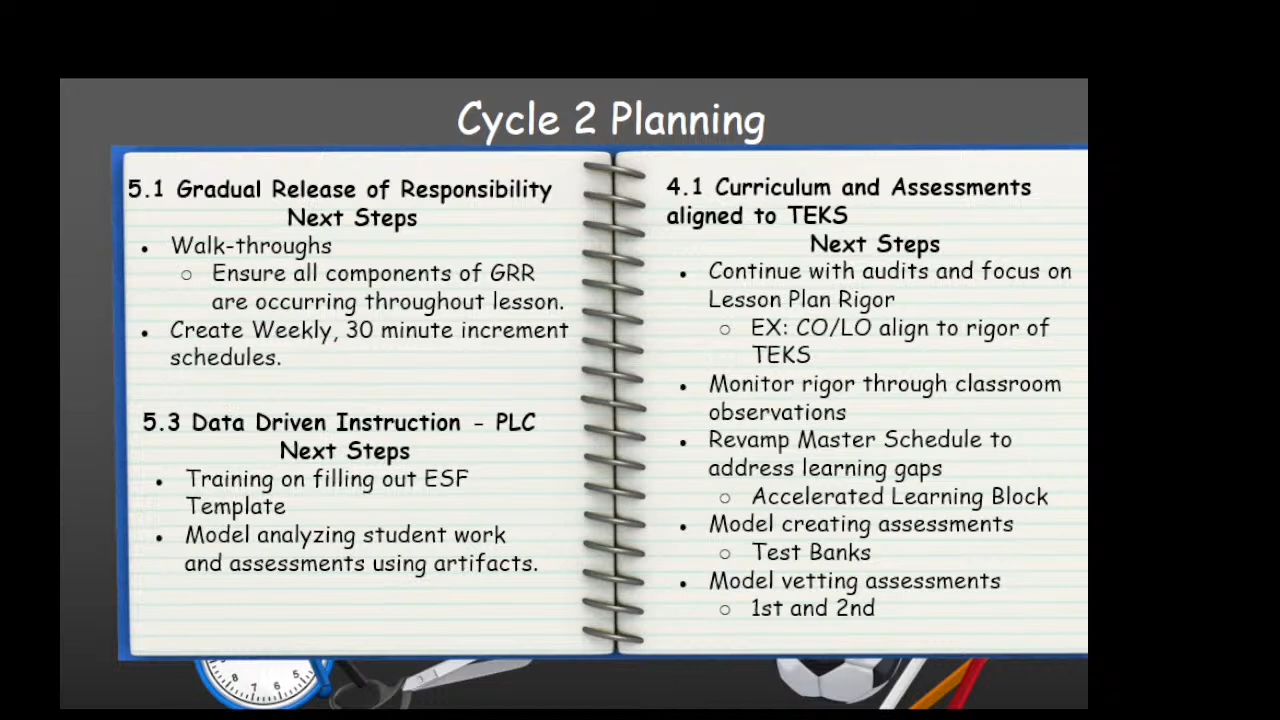 Cycle 2 Planning
5.1 Gradual Release of Responsibility
Next Steps
• Walk-throughs
○ Ensure all components of GRR
are occurring throughout lesson.
• Create Weekly, 30 minute increment
schedules.
5.3 Data Driven Instruction - PLC
Next Steps
• Training on filling out ESF
Template
• Model analyzing student work
and assessments using artifacts.
4.1 Curriculum and Assessments
aligned to TEKS
Next Steps
• Continue with audits and focus on
Lesson Plan Rigor
○ EX: CO/LO align to rigor of
TEKS
• Monitor rigor through classroom
observations
• Revamp Master Schedule to
address learning gaps
○ Accelerated Learning Block
• Model creating assessments
○ Test Banks
• Model vetting assessments
○ 1st and 2nd
8 7 6 5